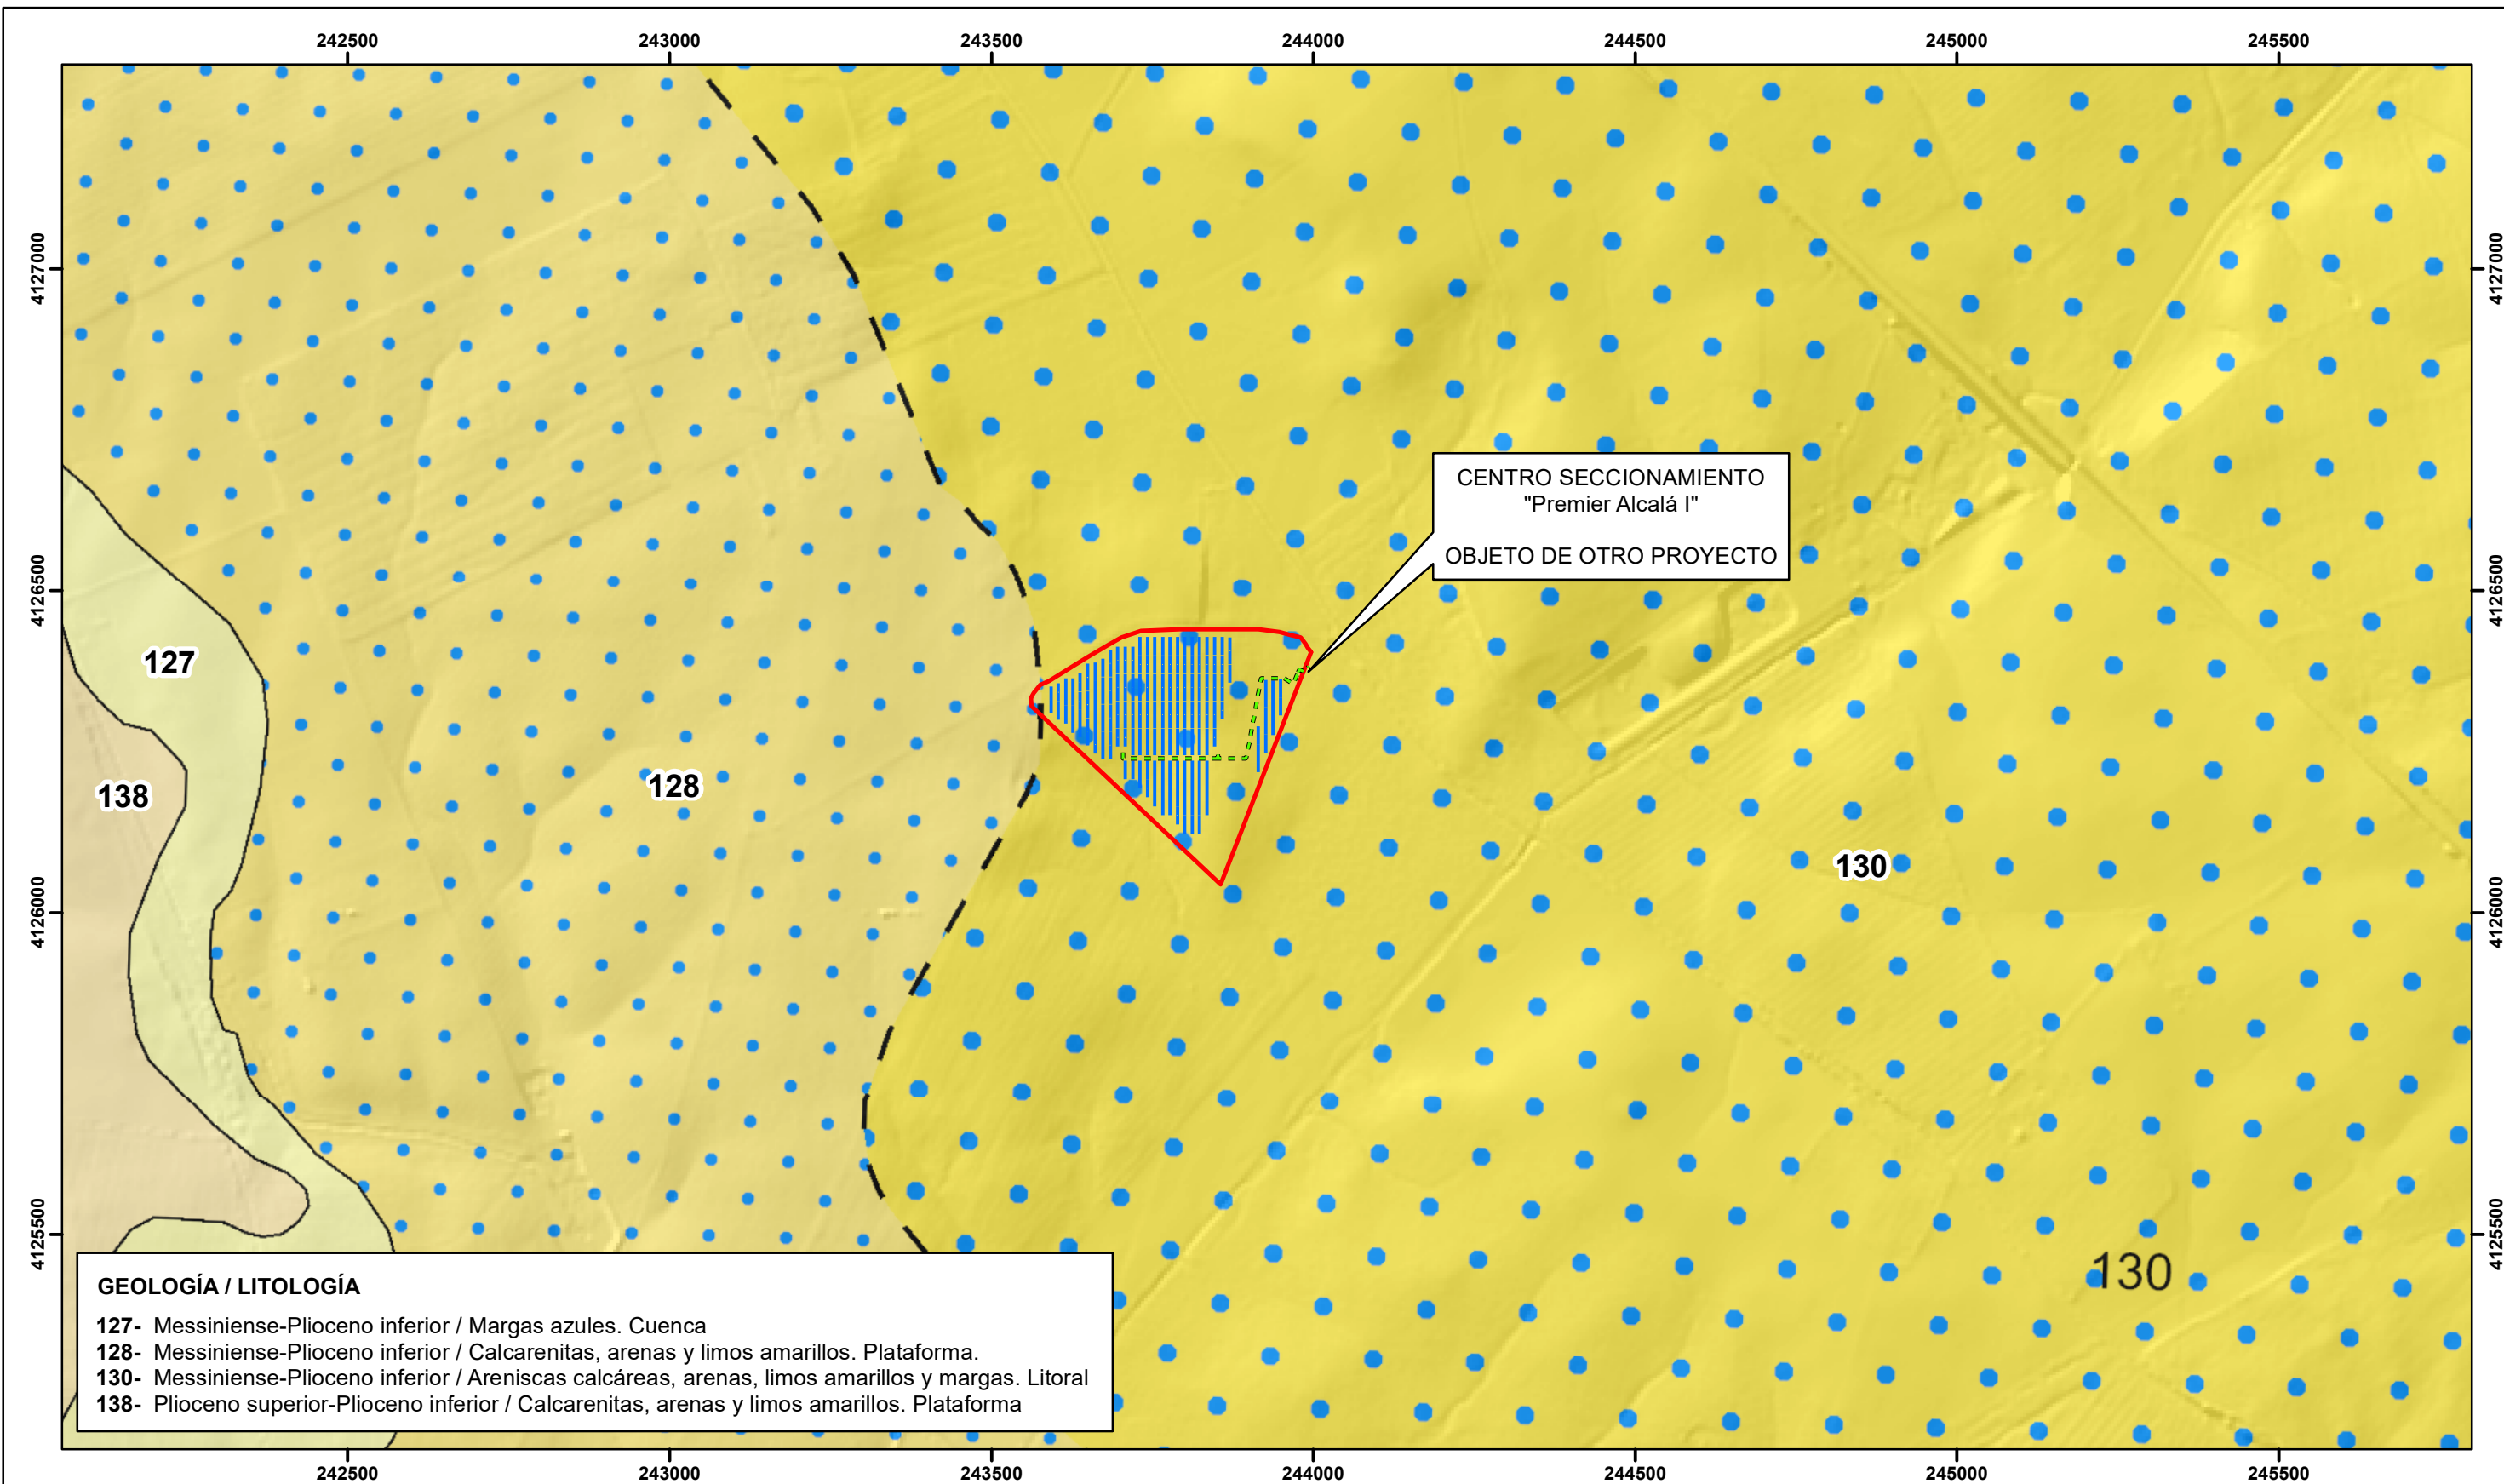 242500 243000 243500 244000 244500 245000 245500
4127000 4127000
CENTRO SECCIONAMIENTO
"Premier Alcalá I"
OBJETO DE OTRO PROYECTO
4126500 4126500
127
138
128
130
4126000 4126000
4125500 4125500
130
GEOLOGÍA / LITOLOGÍA
127- Messiniense-Plioceno inferior / Margas azules. Cuenca
128- Messiniense-Plioceno inferior / Calcarenitas, arenas y limos amarillos. Plataforma.
130- Messiniense-Plioceno inferior / Areniscas calcáreas, arenas, limos amarillos y margas. Litoral
138- Plioceno superior-Plioceno inferior / Calcarenitas, arenas y limos amarillos. Plataforma
242500 243000 243500 244000 244500 245000 245500